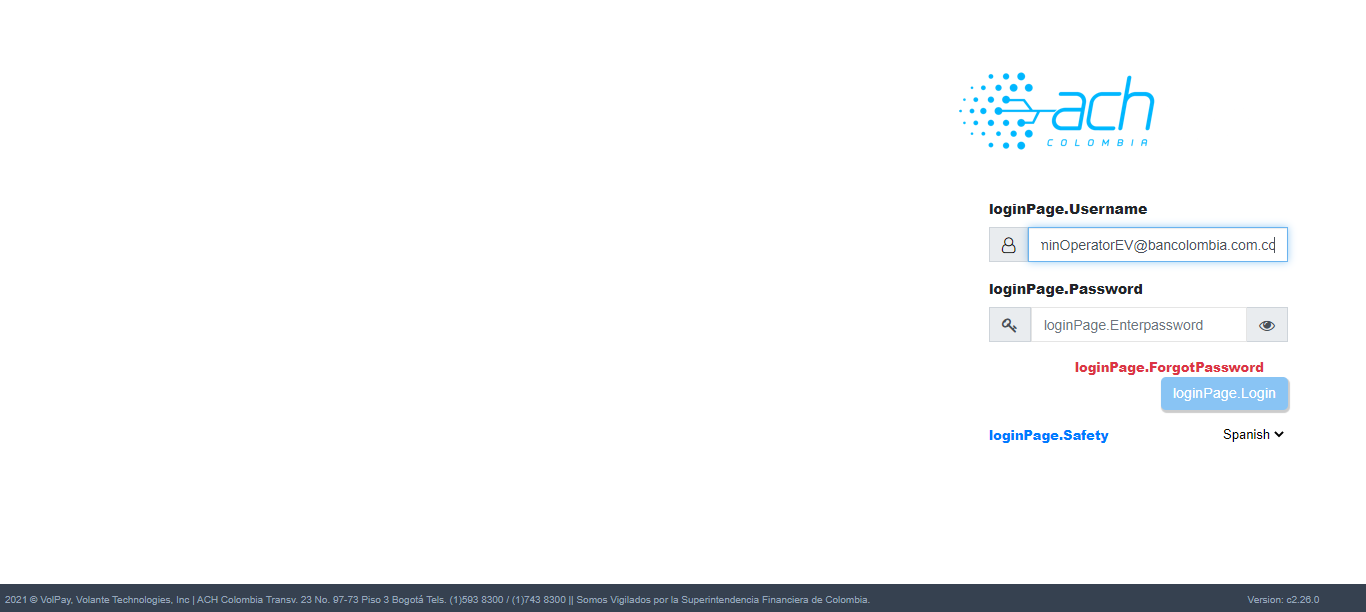 ach
COLOMBIA
loginPage.Username
ninOperatorEV@bancolombia.com.co
loginPage.Password
loginPage.Enterpassword
loginPage.ForgotPassword
loginPage.Login
loginPage.Safety
Spanish
2021 © VolPay, Volante Technologies, Inc | ACH Colombia Transv. 23 No. 97-73 Piso 3 Bogotá Tels. (1)593 8300 / (1)743 8300 || Somos Vigilados por la Superintendencia Financiera de Colombia.
Version: c2.26.0